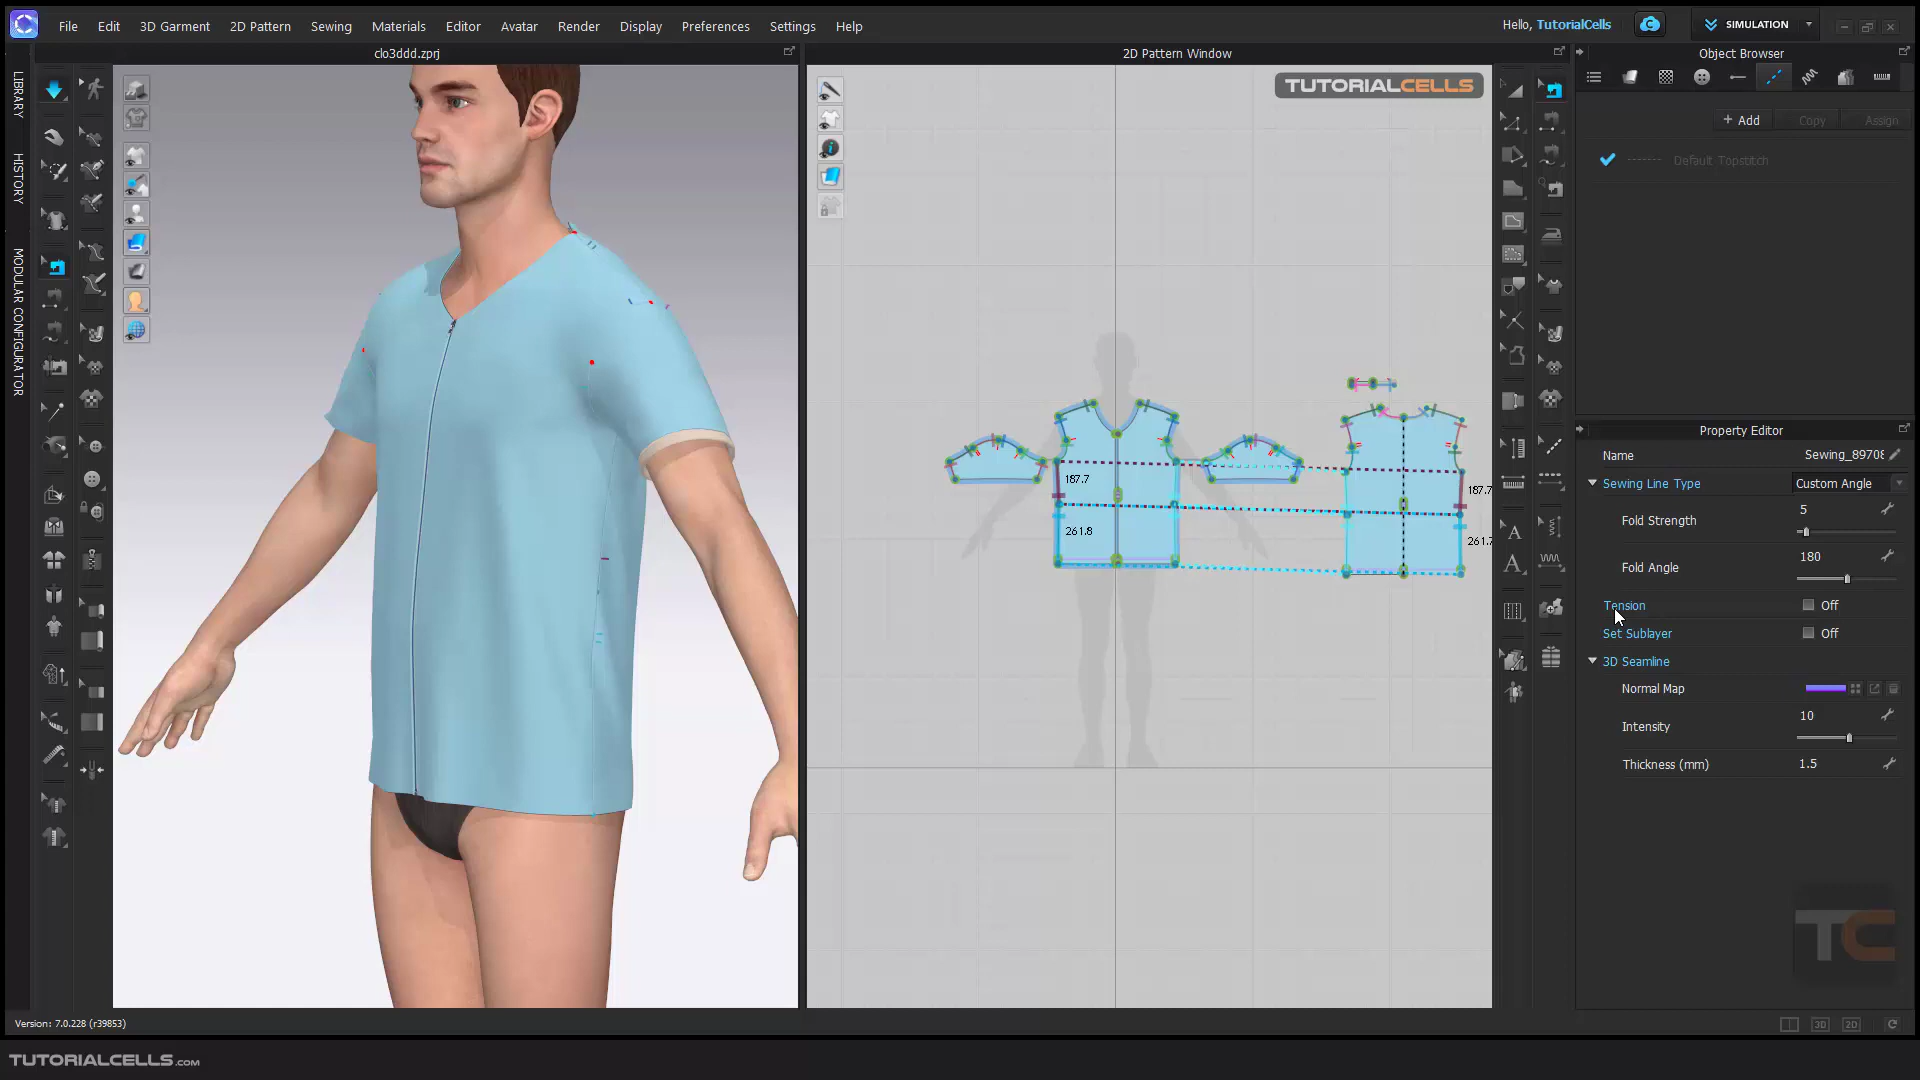 File Edit 3D Garment 2D Pattern Sewing Materials Editor Avatar Render Display Preferences Settings Help
Hello, TutorialCells
SIMULATION
clo3ddd.zprj
2D Pattern Window
Object Browser
LIBRARY
HISTORY
MODULAR CONFIGURATOR
TUTORIALCELLS
+ Add Copy Assign
Default Topstitch
Property Editor
Name Sewing_8970
Sewing Line Type Custom Angle
Fold Strength 5
Fold Angle 180
Tension Off
Set Sublayer Off
3D Seamline
Normal Map
Intensity 10
Thickness (mm) 1.5
187.7
261.8
187.7
261.7
A
A
TC
3D 2D
Version: 7.0.228 (r39853)
TUTORIALCELLS.com